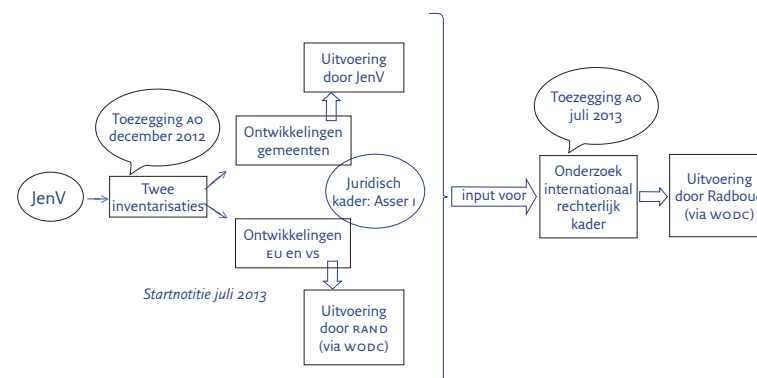 Uitvoering
door JenV
Toezegging AO
december 2012
Ontwikkelingen
gemeenten
JenV
Twee
inventarisaties
Juridisch
kader: Asser I
Ontwikkelingen
EU en VS
Startnotitie juli 2013
Uitvoering
door RAND
(via WODC)
input voor
Toezegging AO
juli 2013
Onderzoek
internationaal
rechterlijk
kader
Uitvoering
door Radboud
(via WODC)